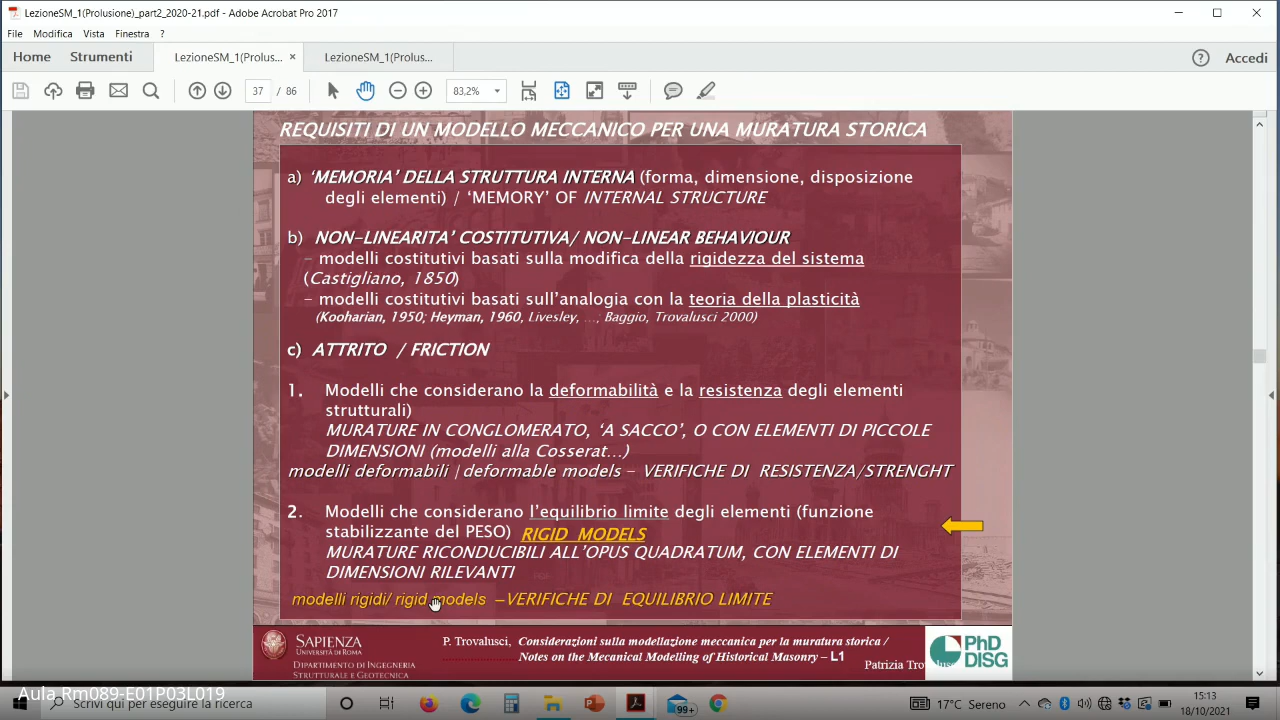 LezioneSM_1(Prolusione)_part2_2020-21.pdf - Adobe Acrobat Pro 2017
File Modifica Vista Finestra ?
Home Strumenti LezioneSM_1(Prolus... × LezioneSM_1(Prolus... Accedi
37 / 86 83,2%
REQUISITI DI UN MODELLO MECCANICO PER UNA MURATURA STORICA
a) ‘MEMORIA’ DELLA STRUTTURA INTERNA (forma, dimensione, disposizione
degli elementi) / ‘MEMORY’ OF INTERNAL STRUCTURE
b) NON-LINEARITA’ COSTITUTIVA/ NON-LINEAR BEHAVIOUR
– modelli costitutivi basati sulla modifica della rigidezza del sistema
(Castigliano, 1850)
– modelli costitutivi basati sull’analogia con la teoria della plasticità
(Kooharian, 1950; Heyman, 1960, Livesley, ..., Baggio, Trovalusci 2000)
c) ATTRITO / FRICTION
1. Modelli che considerano la deformabilità e la resistenza degli elementi
strutturali)
MURATURE IN CONGLOMERATO, ‘A SACCO’, O CON ELEMENTI DI PICCOLE
DIMENSIONI (modelli alla Cosserat...)
modelli deformabili | deformable models – VERIFICHE DI RESISTENZA/STRENGHT
2. Modelli che considerano l’equilibrio limite degli elementi (funzione
stabilizzante del PESO) RIGID MODELS
MURATURE RICONDUCIBILI ALL’OPUS QUADRATUM, CON ELEMENTI DI
DIMENSIONI RILEVANTI
modelli rigidi/ rigid models –VERIFICHE DI EQUILIBRIO LIMITE
SAPIENZA
UNIVERSITÀ DI ROMA
DIPARTIMENTO DI INGEGNERIA
STRUTTURALE E GEOTECNICA
P. Trovalusci, Considerazioni sulla modellazione meccanica per la muratura storica /
Notes on the Mecanical Modelling of Historical Masonry – L1
Patrizia Trovalusc
PhD
DISG
Aula Rm089-E01P03L019
Scrivi qui per eseguire la ricerca
99+
17°C Sereno
15:13
18/10/2021